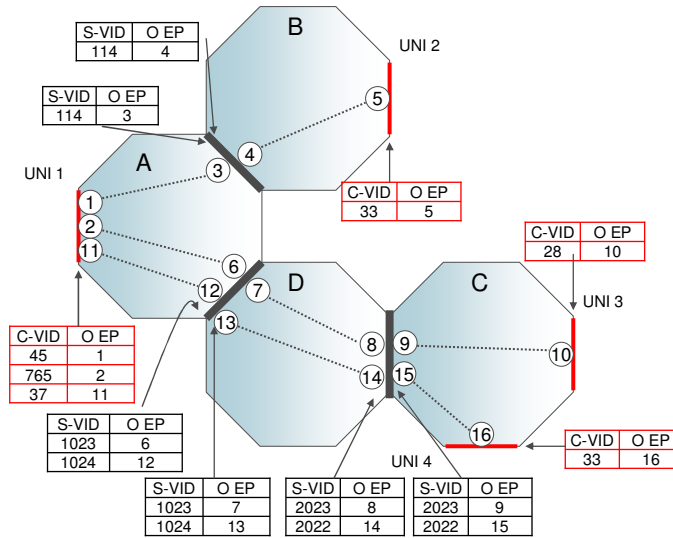 S-VID O EP
114 4
B
UNI 2
S-VID O EP
114 3
5
A
4
3
UNI 1
1
2
11
C-VID O EP
33 5
C-VID O EP
28 10
6
12
7
13
D
C
UNI 3
8
14
9
15
10
16
C-VID O EP
45 1
765 2
37 11
S-VID O EP
1023 6
1024 12
C-VID O EP
33 16
UNI 4
S-VID O EP
1023 7
1024 13
S-VID O EP
2023 8
2022 14
S-VID O EP
2023 9
2022 15